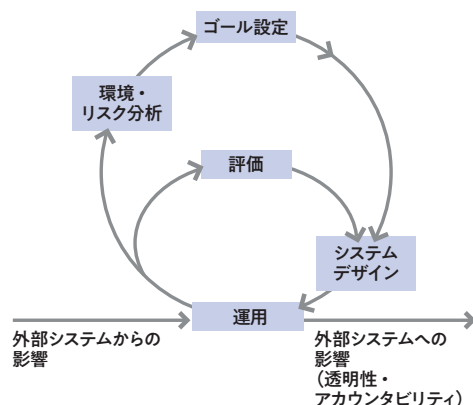 ゴール設定
環境・
リスク分析
評価
システム
デザイン
運用
外部システムからの
影響
外部システムへの
影響
（透明性・
アカウンタビリティ）